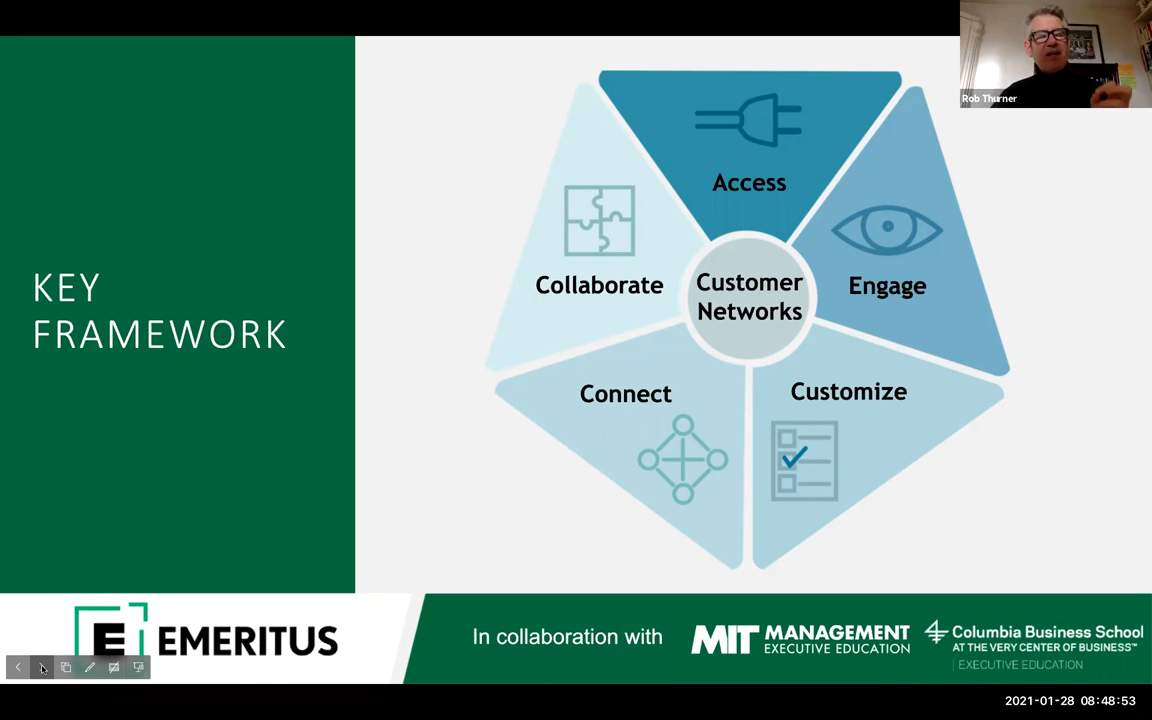 Rob Thurner
KEY
FRAMEWORK
Access
Engage
Customize
Connect
Collaborate
Customer
Networks
E EMERITUS
In collaboration with
MIT MANAGEMENT
EXECUTIVE EDUCATION
Columbia Business School
AT THE VERY CENTER OF BUSINESS™
EXECUTIVE EDUCATION
2021-01-28 08:48:53